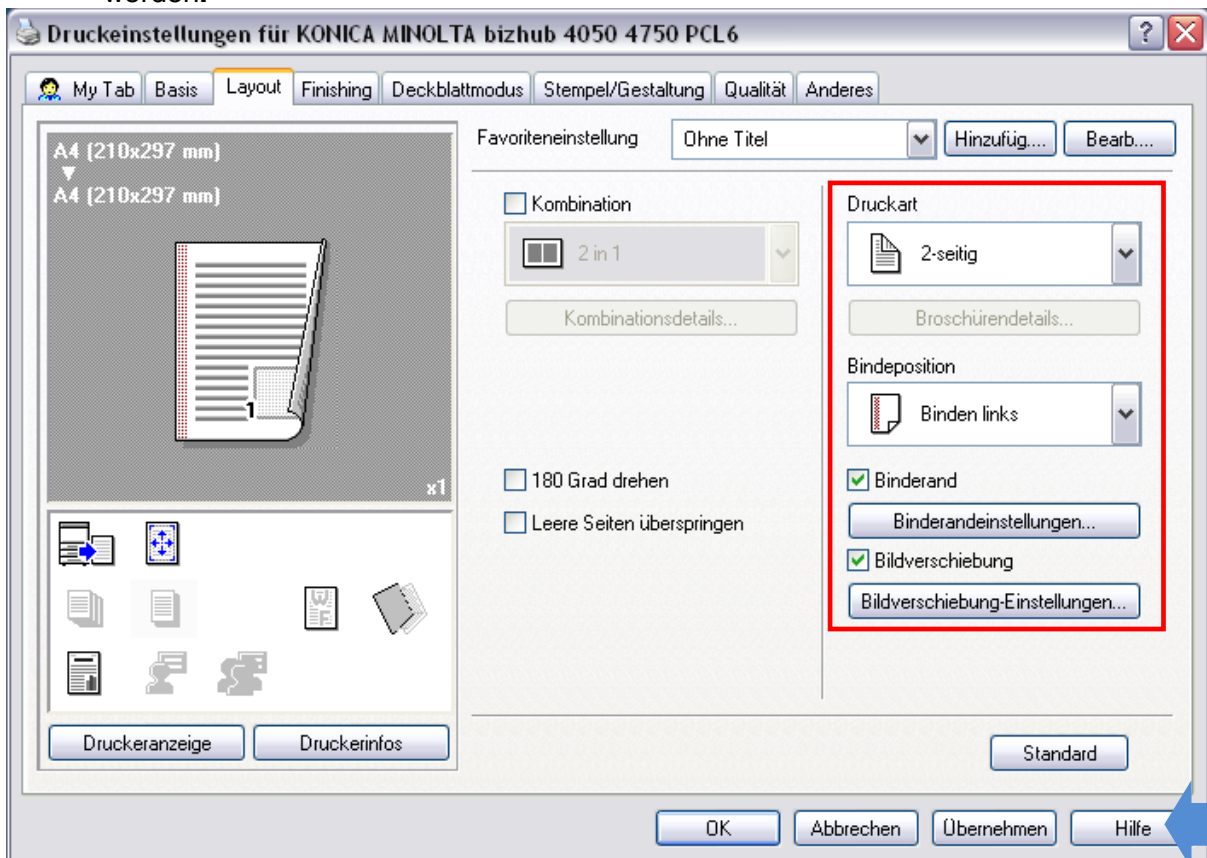 werden.
Druckeinstellungen für KONICA MINOLTA bizhub 4050 4750 PCL6
My Tab Basis Layout Finishing Deckblattmodus Stempel/Gestaltung Qualität Anderes
A4 (210x297 mm)
A4 (210x297 mm)
1
x1
Druckeranzeige Druckerinfos
Favoriteneinstellung Ohne Titel Hinzufüg.... Bearb....
Kombination
2 in 1
Kombinationsdetails...
180 Grad drehen
Leere Seiten überspringen
Druckart
2-seitig
Broschürendetails...
Bindeposition
Binden links
Binderand
Binderandeinstellungen...
Bildverschiebung
Bildverschiebung-Einstellungen...
Standard
OK Abbrechen Übernehmen Hilfe